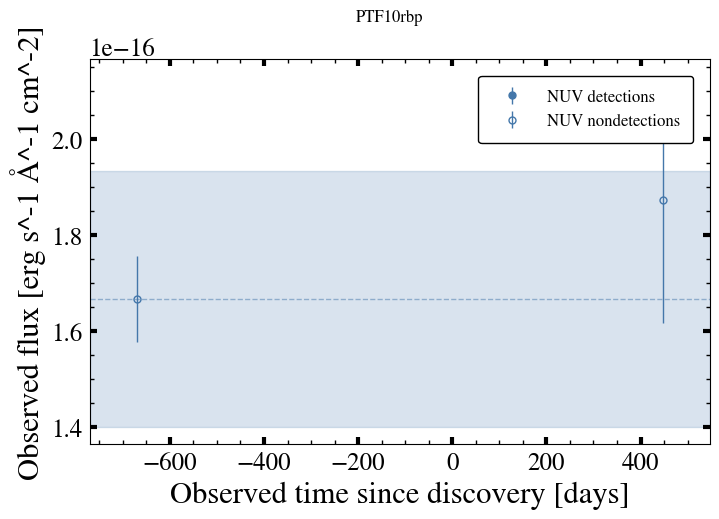 PTF10rbp
1e−16
NUV detections
NUV nondetections
2.0
1.8
1.6
1.4
Observed flux [erg s^-1 Å^-1 cm^-2]
−600 −400 −200 0 200 400
Observed time since discovery [days]